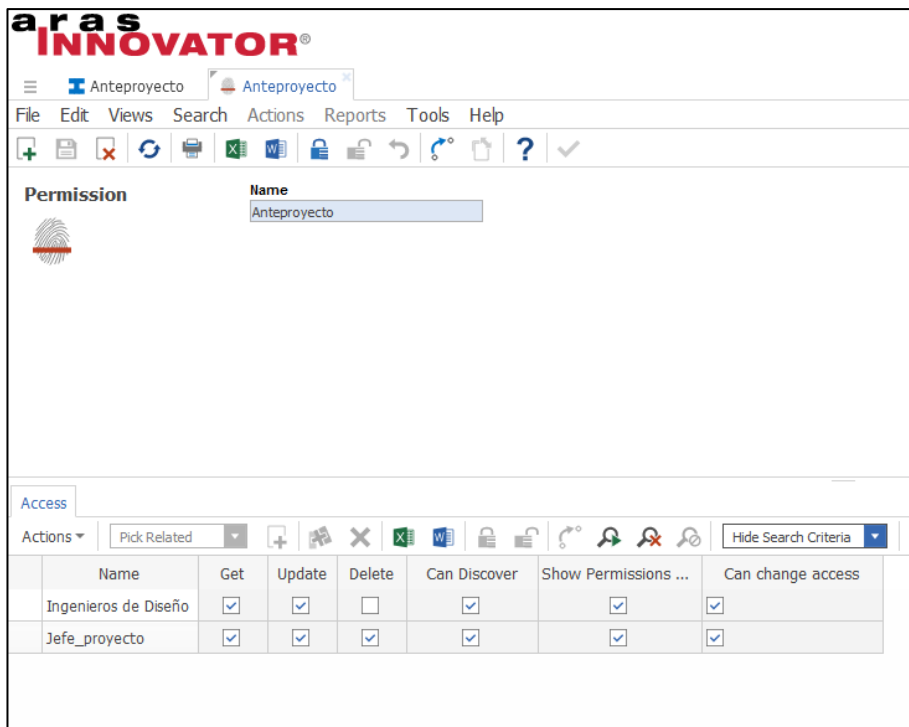 aras
INNOVATOR®
Anteproyecto Anteproyecto
File Edit Views Search Actions Reports Tools Help
Permission
Name
Anteproyecto
Access
Actions Pick Related Hide Search Criteria
Name Get Update Delete Can Discover Show Permissions ... Can change access
Ingenieros de Diseño
Jefe_proyecto